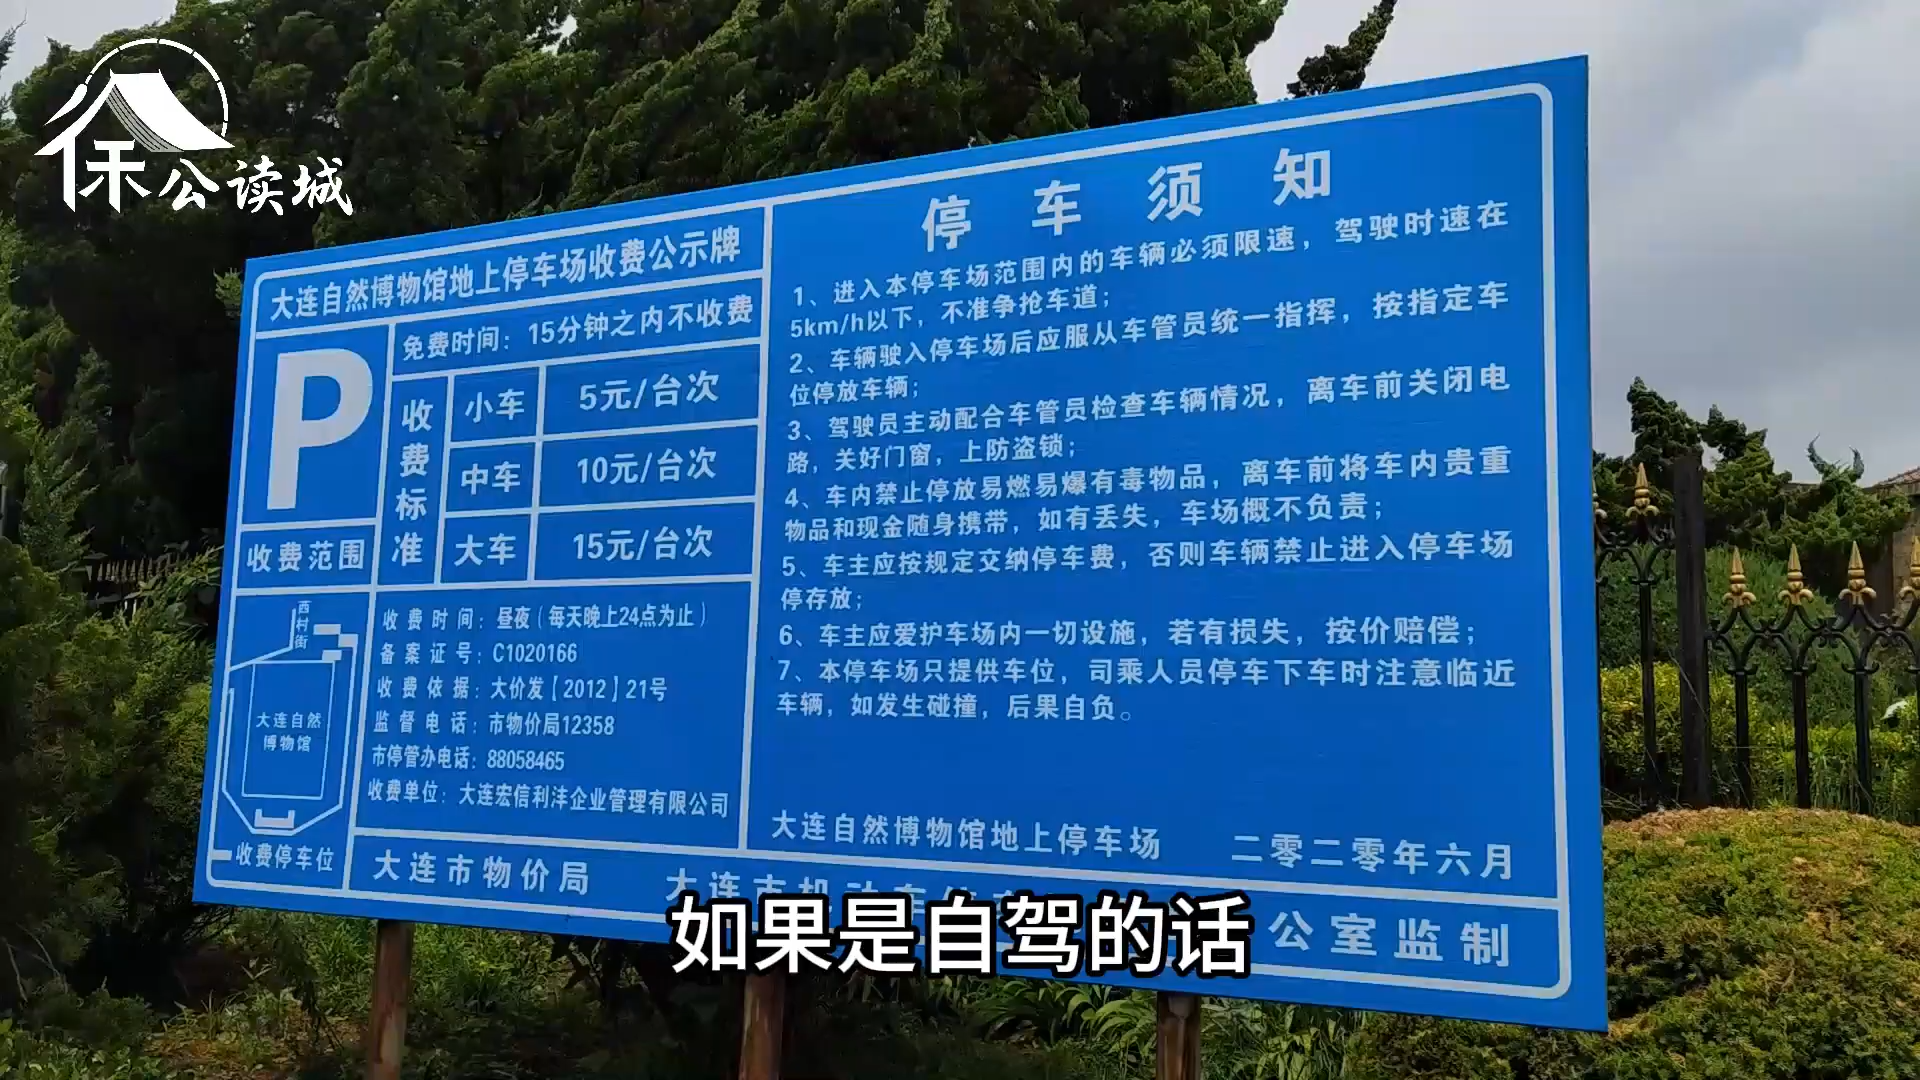 保公读城
大连自然博物馆地上停车场收费公示牌
P
免费时间：15分钟之内不收费
收费标准
小车 5元/台次
中车 10元/台次
大车 15元/台次
收费范围
西村街
大连自然
博物馆
收费停车位
收费时间：昼夜（每天晚上24点为止）
备案证号：C1020166
收费依据：大价发［2012］21号
监督电话：市物价局12358
市停管办电话：88058465
收费单位：大连宏信利沣企业管理有限公司
停车须知
1、进入本停车场范围内的车辆必须限速，驾驶时速在
5km/h以下，不准争抢车道；
2、车辆驶入停车场后应服从车管员统一指挥，按指定车
位停放车辆；
3、驾驶员主动配合车管员检查车辆情况，离车前关闭电
路，关好门窗，上防盗锁；
4、车内禁止停放易燃易爆有毒物品，离车前将车内贵重
物品和现金随身携带，如有丢失，车场概不负责；
5、车主应按规定交纳停车费，否则车辆禁止进入停车场
停存放；
6、车主应爱护车场内一切设施，若有损失，按价赔偿；
7、本停车场只提供车位，司乘人员停车下车时注意临近
车辆，如发生碰撞，后果自负。
大连自然博物馆地上停车场 二零二零年六月
大连市物价局 大连市机动车停 公室监制
如果是自驾的话